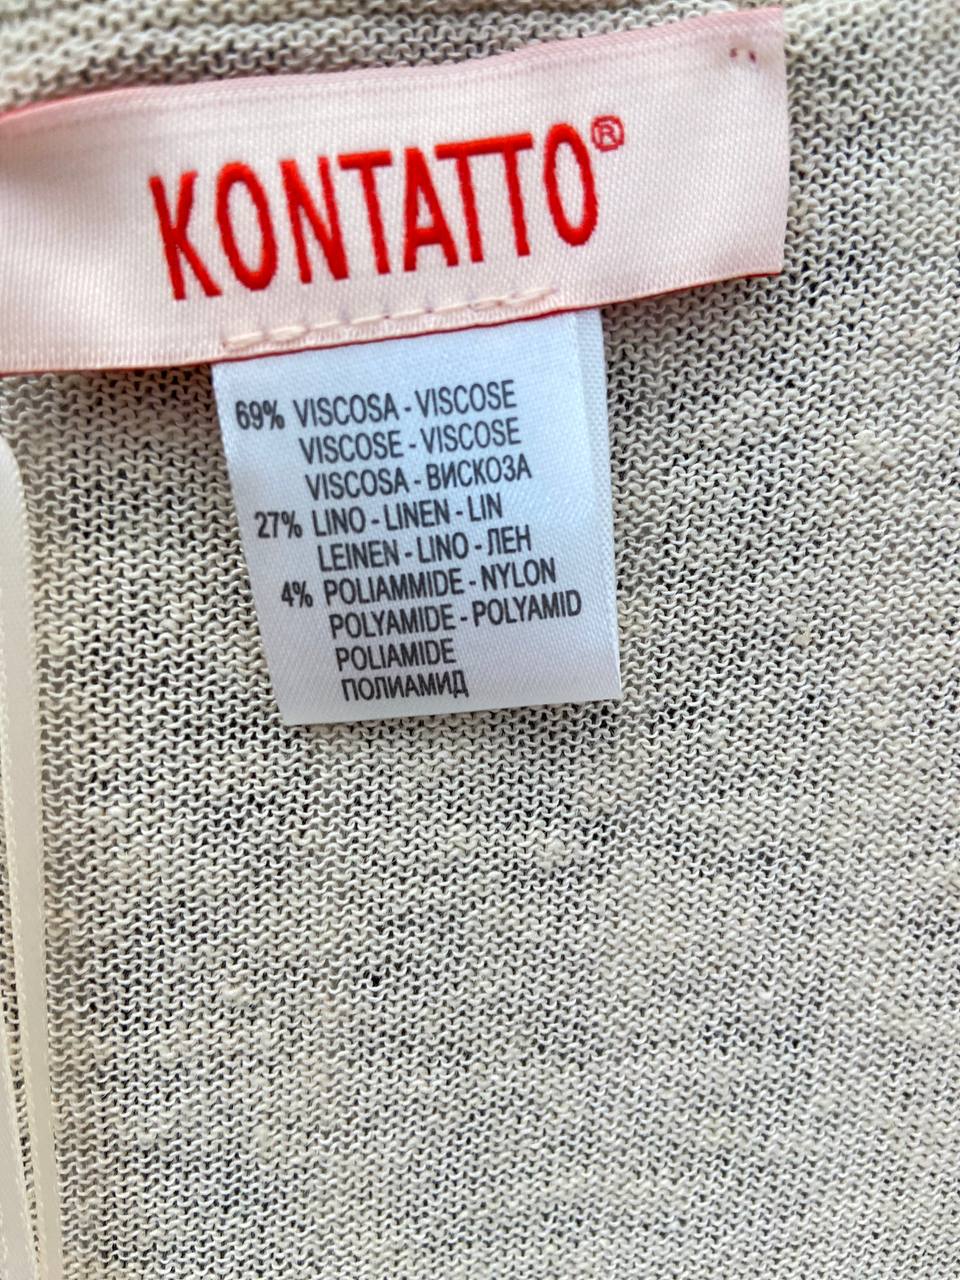 KONTATTO®
69% VISCOSA - VISCOSE
VISCOSE - VISCOSE
VISCOSA - ВИСКОЗА
27% LINO - LINEN - LIN
LEINEN - LINO - ЛЕН
4% POLIAMMIDE - NYLON
POLYAMIDE - POLYAMID
POLIAMIDE
ПОЛИАМИД